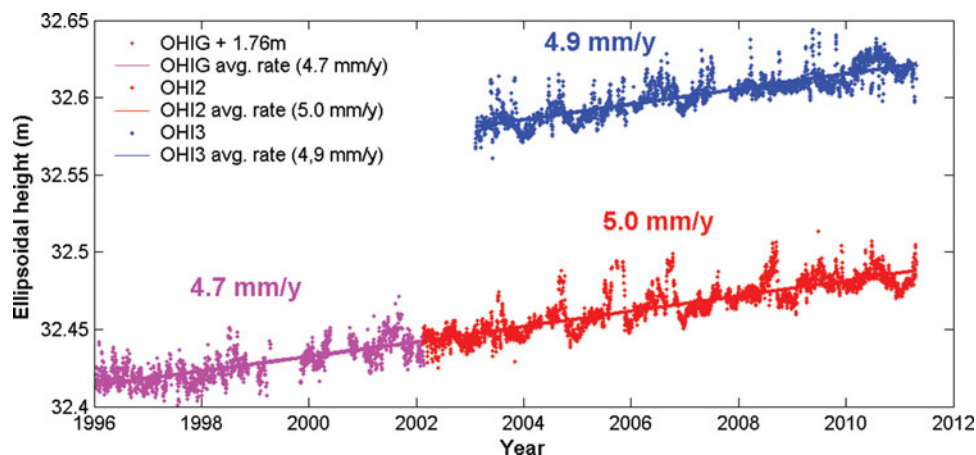 32.65
OHIG + 1.76m
OHIG avg. rate (4.7 mm/y)
OHI2
OHI2 avg. rate (5.0 mm/y)
OHI3
OHI3 avg. rate (4,9 mm/y)
4.9 mm/y
32.6
32.55
5.0 mm/y
32.5
4.7 mm/y
32.45
32.4
Ellipsoidal height (m)
1996 1998 2000 2002 2004 2006 2008 2010 2012
Year